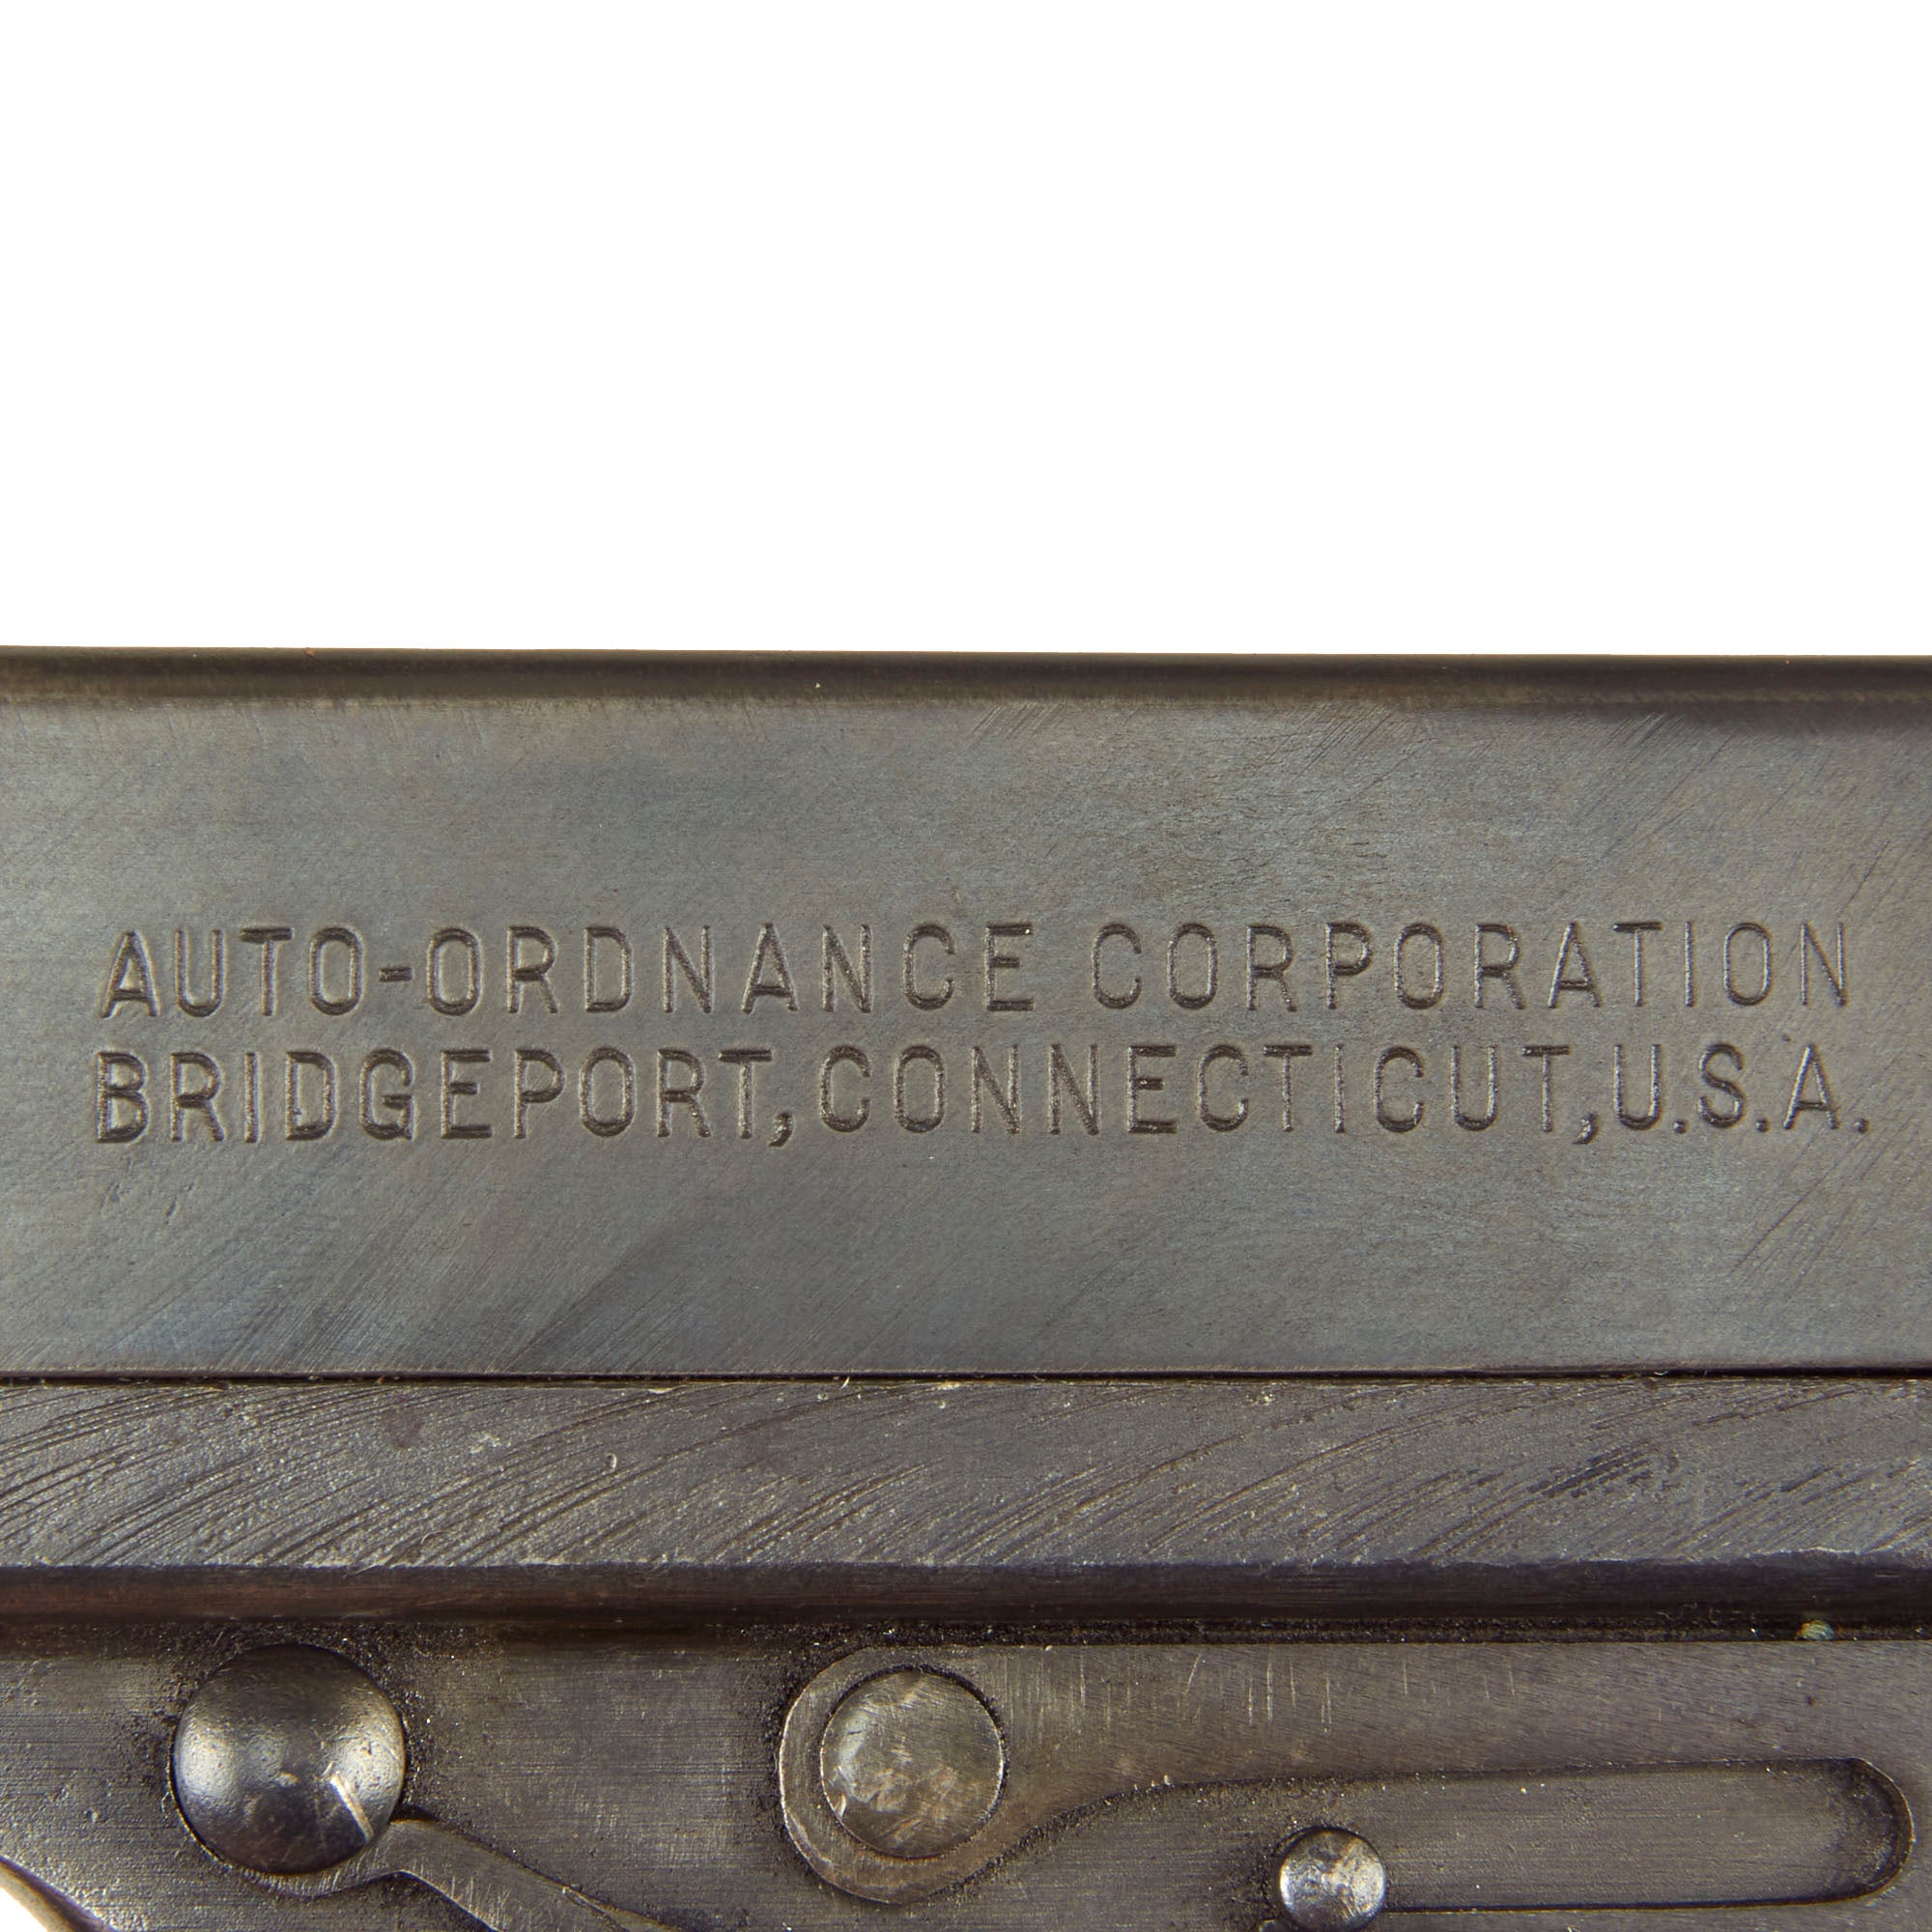 AUTO-ORDNANCE CORPORATION
BRIDGEPORT, CONNECTICUT, U.S.A.